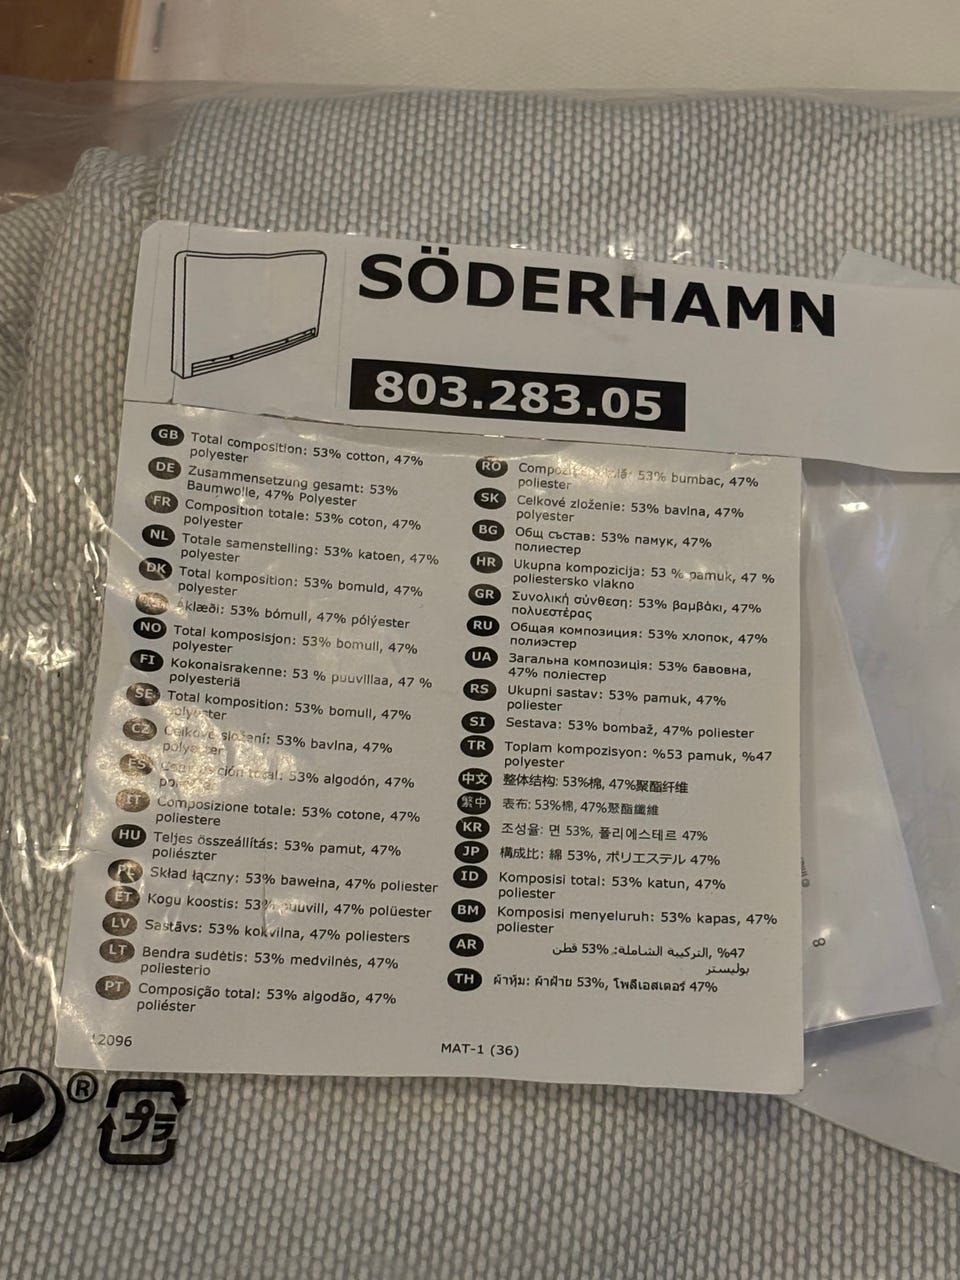 SÖDERHAMN
803.283.05
GB Total composition: 53% cotton, 47%
polyester
DE Zusammensetzung gesamt: 53%
Baumwolle, 47% Polyester
FR Composition totale: 53% coton, 47%
polyester
NL Totale samenstelling: 53% katoen, 47%
polyester
DK Total komposition: 53% bomuld, 47%
polyester
Áklæði: 53% bómull, 47% pólýester
NO Total komposisjon: 53% bomull, 47%
polyester
FI Kokonaisrakenne: 53 % puuvillaa, 47 %
polyesteriä
SE Total komposition: 53% bomull, 47%
polyester
CZ Celkové složení: 53% bavlna, 47%
polyester
ES Composición total: 53% algodón, 47%
IT Composizione totale: 53% cotone, 47%
poliestere
HU Teljes összeállítás: 53% pamut, 47%
poliészter
PL Skład łączny: 53% bawełna, 47% poliester
ET Kogu koostis: 53% puuvill, 47% polüester
LV Sastāvs: 53% kokvilna, 47% poliesters
LT Bendra sudėtis: 53% medvilnės, 47%
poliesterio
PT Composição total: 53% algodão, 47%
poliéster
12096
RO 53% bumbac, 47%
poliester
SK Celkové zloženie: 53% bavlna, 47%
polyester
BG Общ състав: 53% памук, 47%
полиестер
HR Ukupna kompozicija: 53 % pamuk, 47 %
poliestersko vlakno
GR Συνολική σύνθεση: 53% βαμβάκι, 47%
πολυεστέρας
RU Общая композиция: 53% хлопок, 47%
полиэстер
UA Загальна композиція: 53% бавовна,
47% поліестер
RS Ukupni sastav: 53% pamuk, 47%
poliester
SI Sestava: 53% bombaž, 47% poliester
TR Toplam kompozisyon: %53 pamuk, %47
polyester
中文 整体结构: 53%棉, 47%聚酯纤维
繁中 表布: 53%棉, 47%聚酯纖維
KR 조성율: 면 53%, 폴리에스테르 47%
JP 構成比: 綿 53%, ポリエステル 47%
ID Komposisi total: 53% katun, 47%
poliester
BM Komposisi menyeluruh: 53% kapas, 47%
poliester
AR التركيبة الشاملة: 53% قطن, %47
بوليستر
TH ผ้าหุ้ม: ผ้าฝ้าย 53%, โพลีเอสเตอร์ 47%
MAT-1 (36)
8
®
プラ